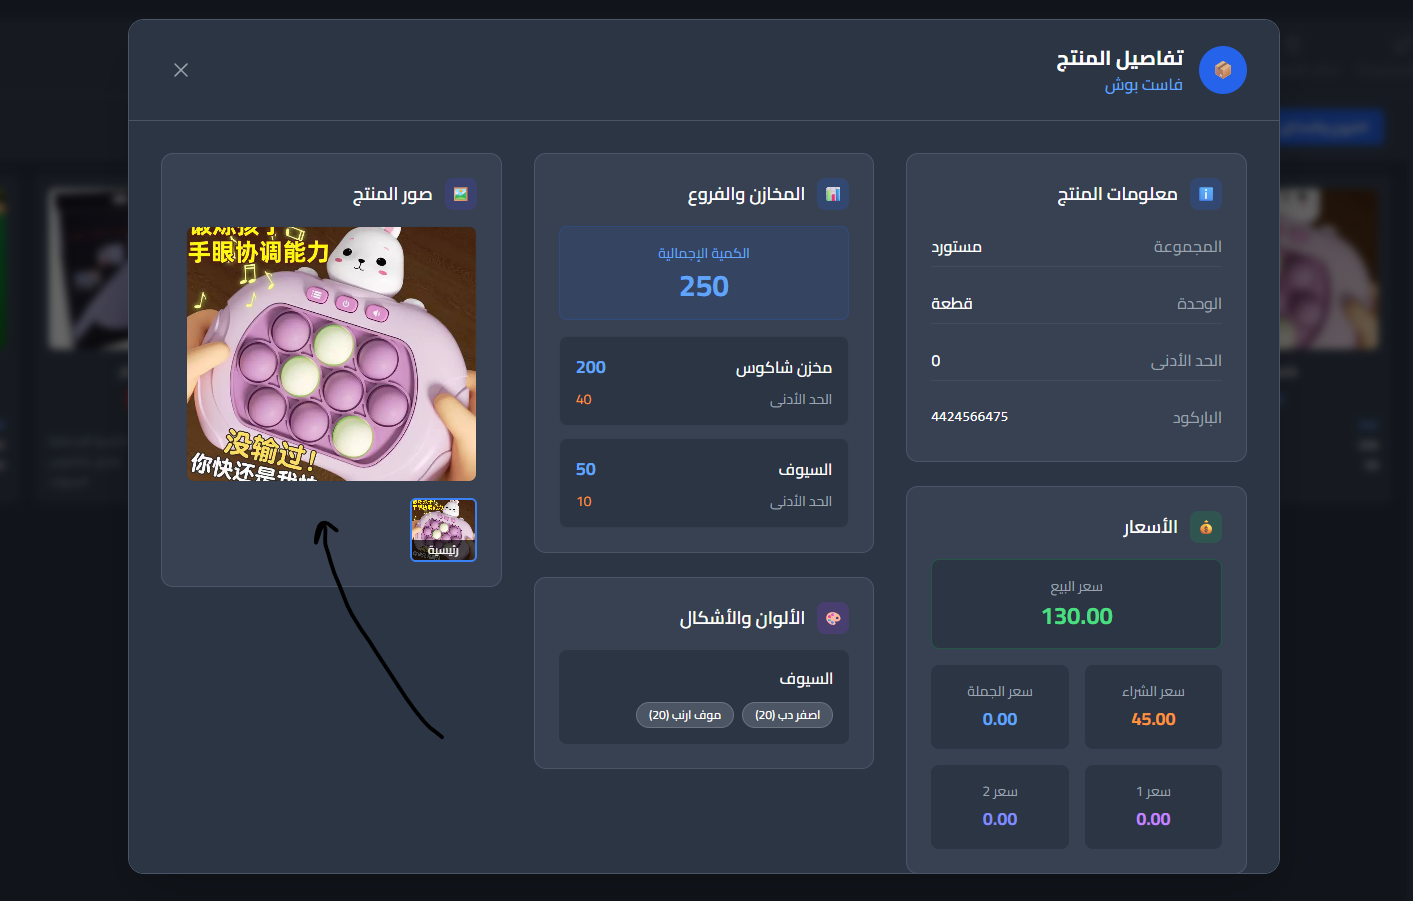 تفاصيل المنتج
فاست بوش
معلومات المنتج
المجموعة مستورد
الوحدة قطعة
الحد الأدنى 0
الباركود 4424566475
الأسعار
سعر البيع
130.00
سعر الشراء
45.00
سعر الجملة
0.00
سعر 1
0.00
سعر 2
0.00
المخازن والفروع
الكمية الإجمالية
250
مخزن شاكوس 200
الحد الأدنى 40
السيوف 50
الحد الأدنى 10
الألوان والأشكال
السيوف
اصفر دب (20)
موف ارنب (20)
صور المنتج
手眼协调能力
没输过!
你快还是我
رئيسية